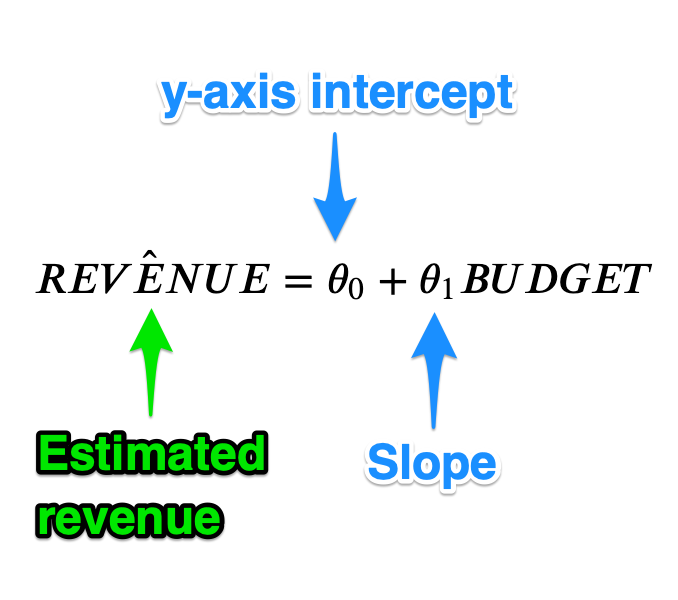 y-axis intercept
REVÊNUE = θ₀ + θ₁BUDGET
Estimated
revenue
Slope